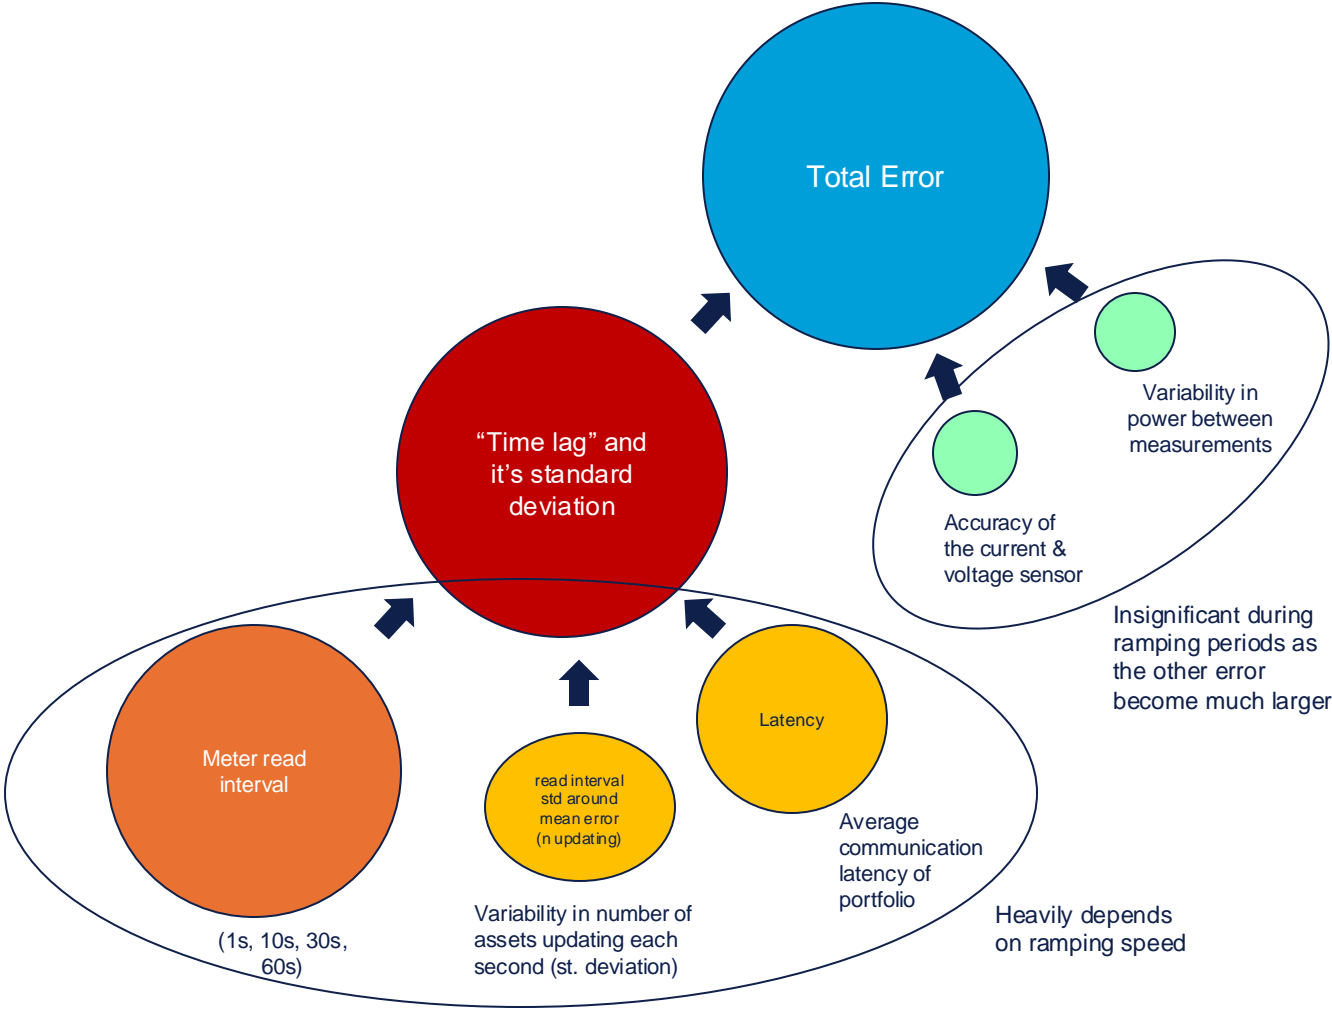 Total Error
“Time lag” and
it’s standard
deviation
Variability in
power between
measurements
Accuracy of
the current &
voltage sensor
Insignificant during
ramping periods as
the other error
become much larger
Meter read
interval
(1s, 10s, 30s,
60s)
read interval
std around
mean error
(n updating)
Variability in number of
assets updating each
second (st. deviation)
Latency
Average
communication
latency of
portfolio
Heavily depends
on ramping speed